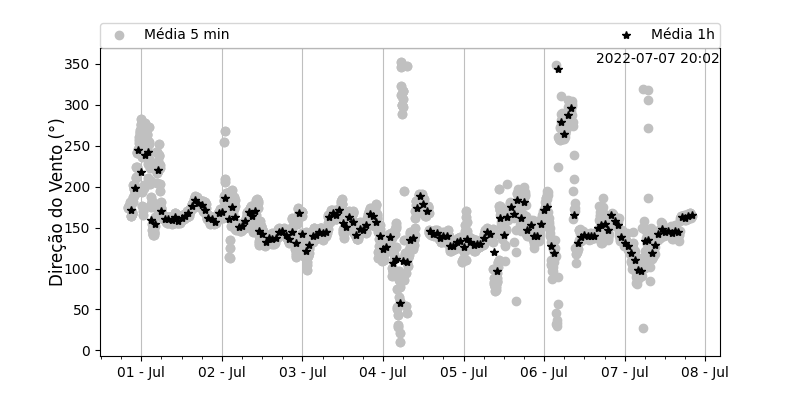 Média 5 min
Média 1h
2022-07-07 20:02
Direção do Vento (°)
350
300
250
200
150
100
50
0
01 - Jul
02 - Jul
03 - Jul
04 - Jul
05 - Jul
06 - Jul
07 - Jul
08 - Jul